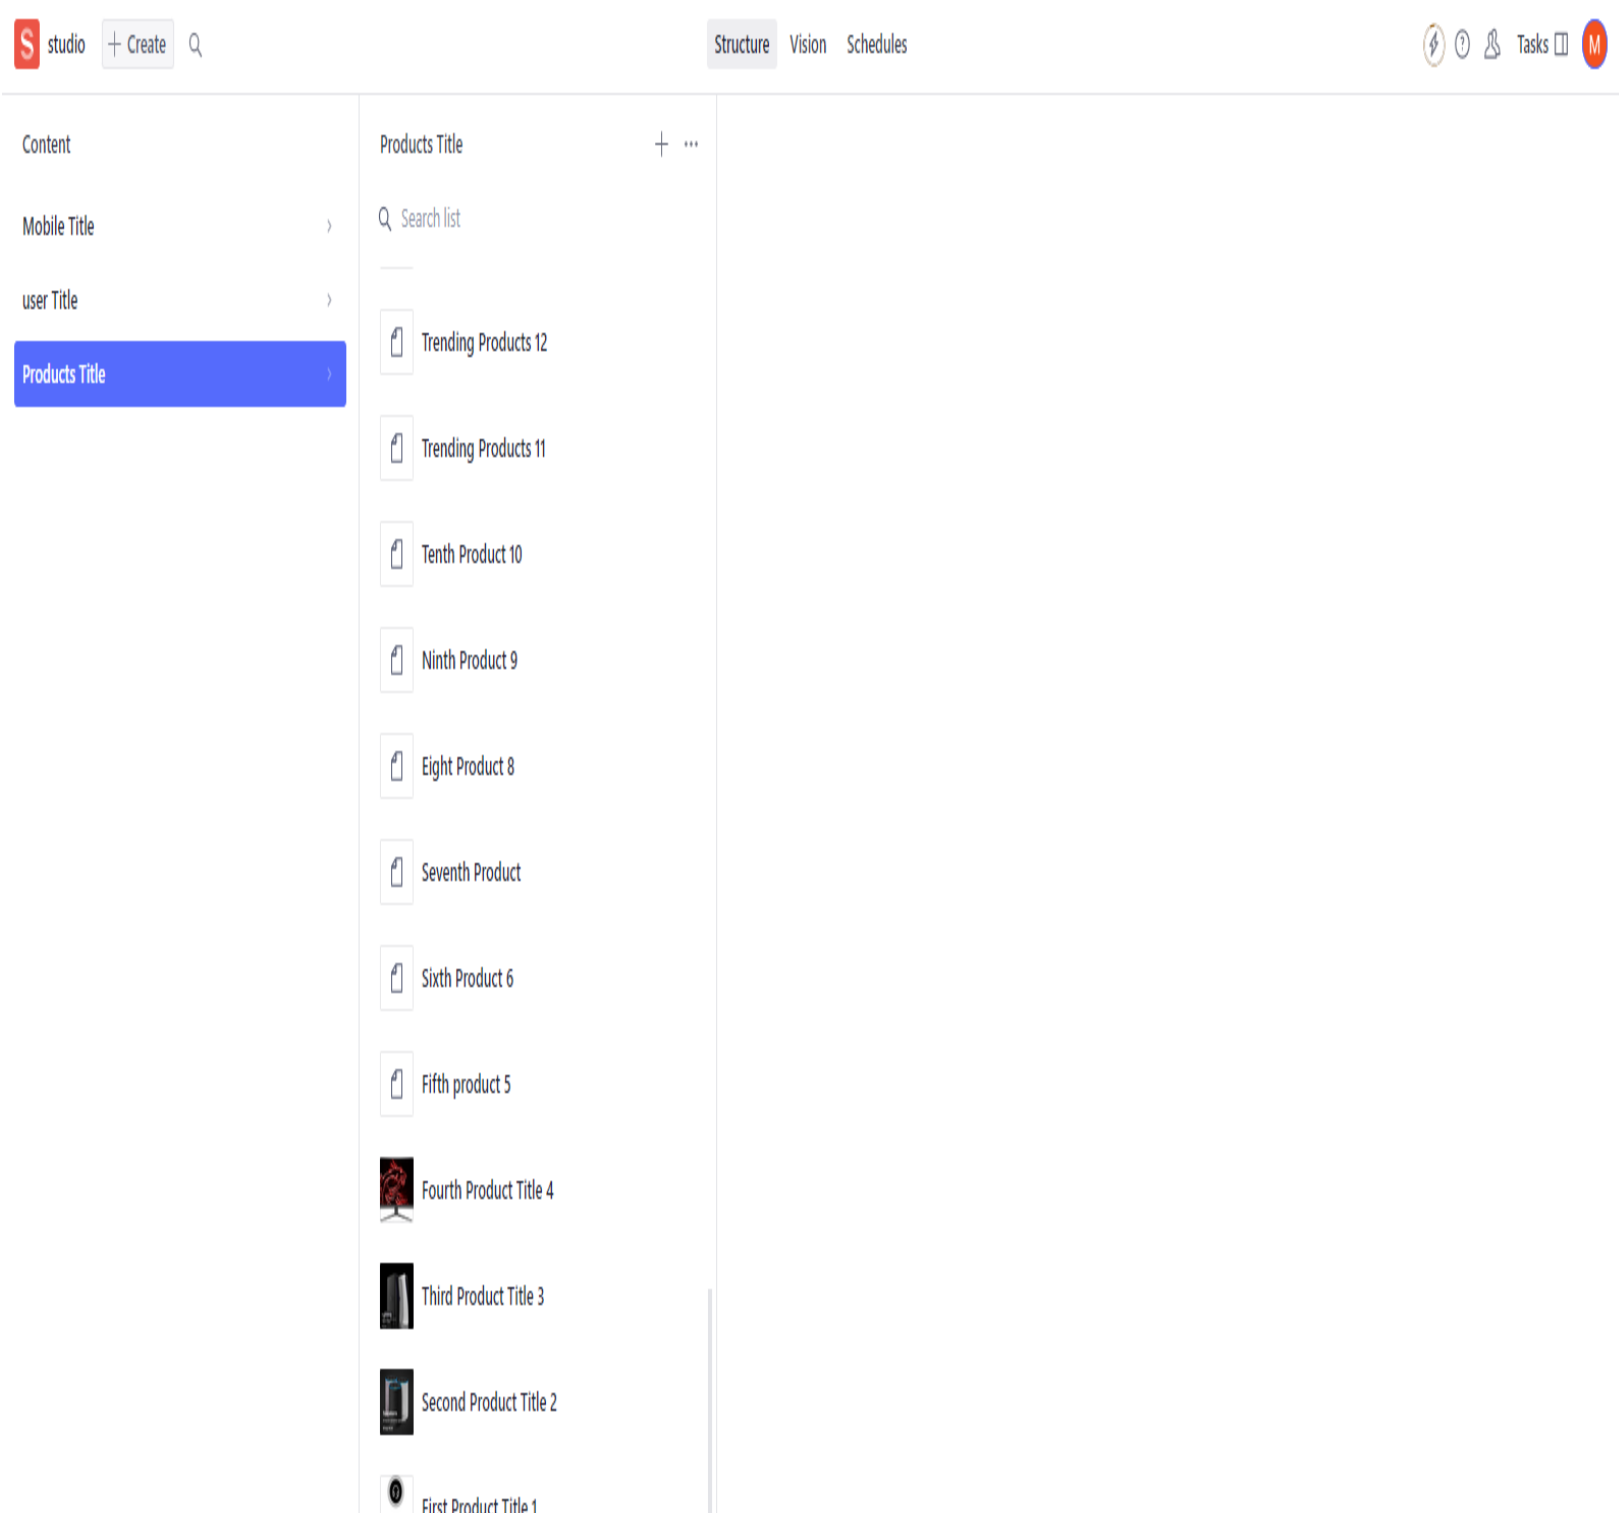 S studio + Create Structure Vision Schedules ? Tasks M
Content
Mobile Title
user Title
Products Title
Products Title
Search list
Trending Products 12
Trending Products 11
Tenth Product 10
Ninth Product 9
Eight Product 8
Seventh Product
Sixth Product 6
Fifth product 5
Fourth Product Title 4
Third Product Title 3
Second Product Title 2
First Product Title 1